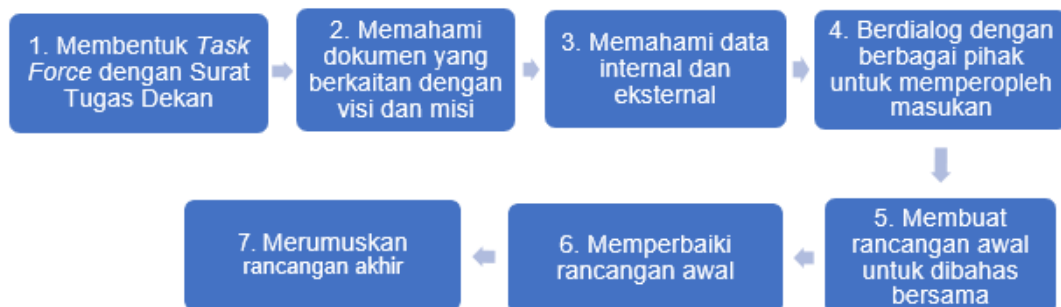 1. Membentuk Task
Force dengan Surat
Tugas Dekan
2. Memahami
dokumen yang
berkaitan dengan
visi dan misi
3. Memahami data
internal dan
eksternal
4. Berdialog dengan
berbagai pihak
untuk memperopleh
masukan
5. Membuat
rancangan awal
untuk dibahas
bersama
6. Memperbaiki
rancangan awal
7. Merumuskan
rancangan akhir